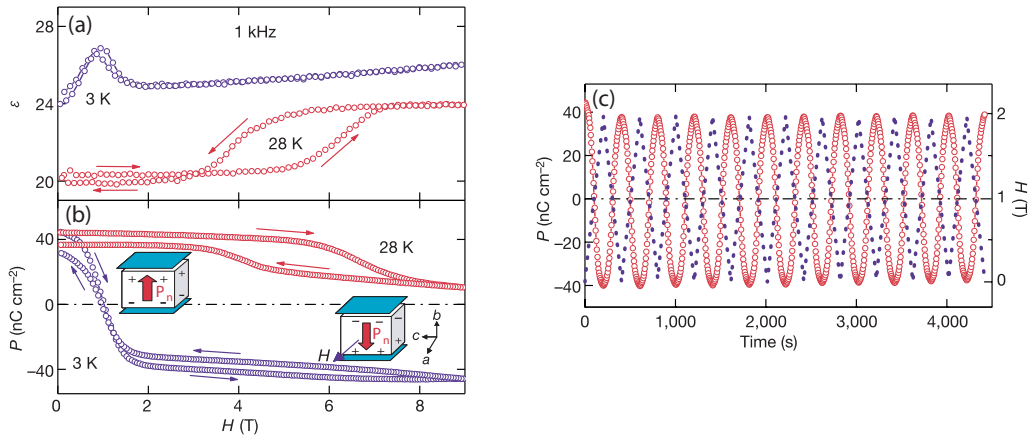 (a)
1 kHz
28
26
24
22
20
ε
3 K
28 K
(b)
40
0
−40
P (nC cm−2)
28 K
3 K
+ +
− −
+
−
P_n
− −
+ +
−
+
P_n
H
b
c
a
0 2 4 6 8
H (T)
(c)
40
20
0
−20
−40
P (nC cm−2)
2
1
0
H (T)
0 1,000 2,000 3,000 4,000
Time (s)